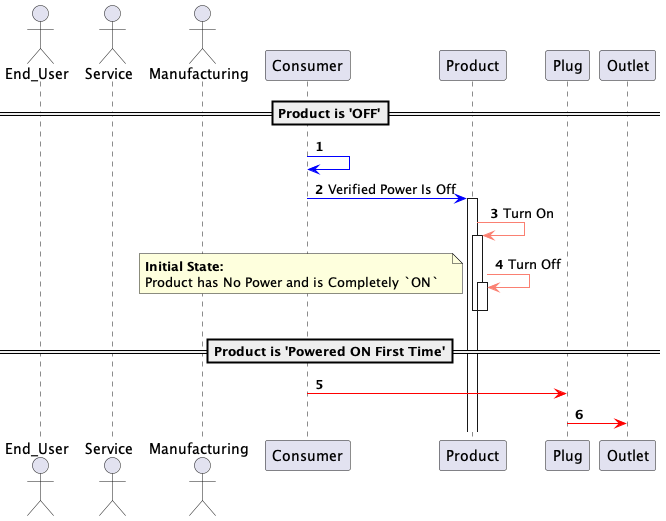 End_User Service Manufacturing Consumer Product Plug Outlet
Product is 'OFF'
1
2 Verified Power Is Off
3 Turn On
4 Turn Off
Initial State:
Product has No Power and is Completely `ON`
Product is 'Powered ON First Time'
5
6
End_User Service Manufacturing Consumer Product Plug Outlet